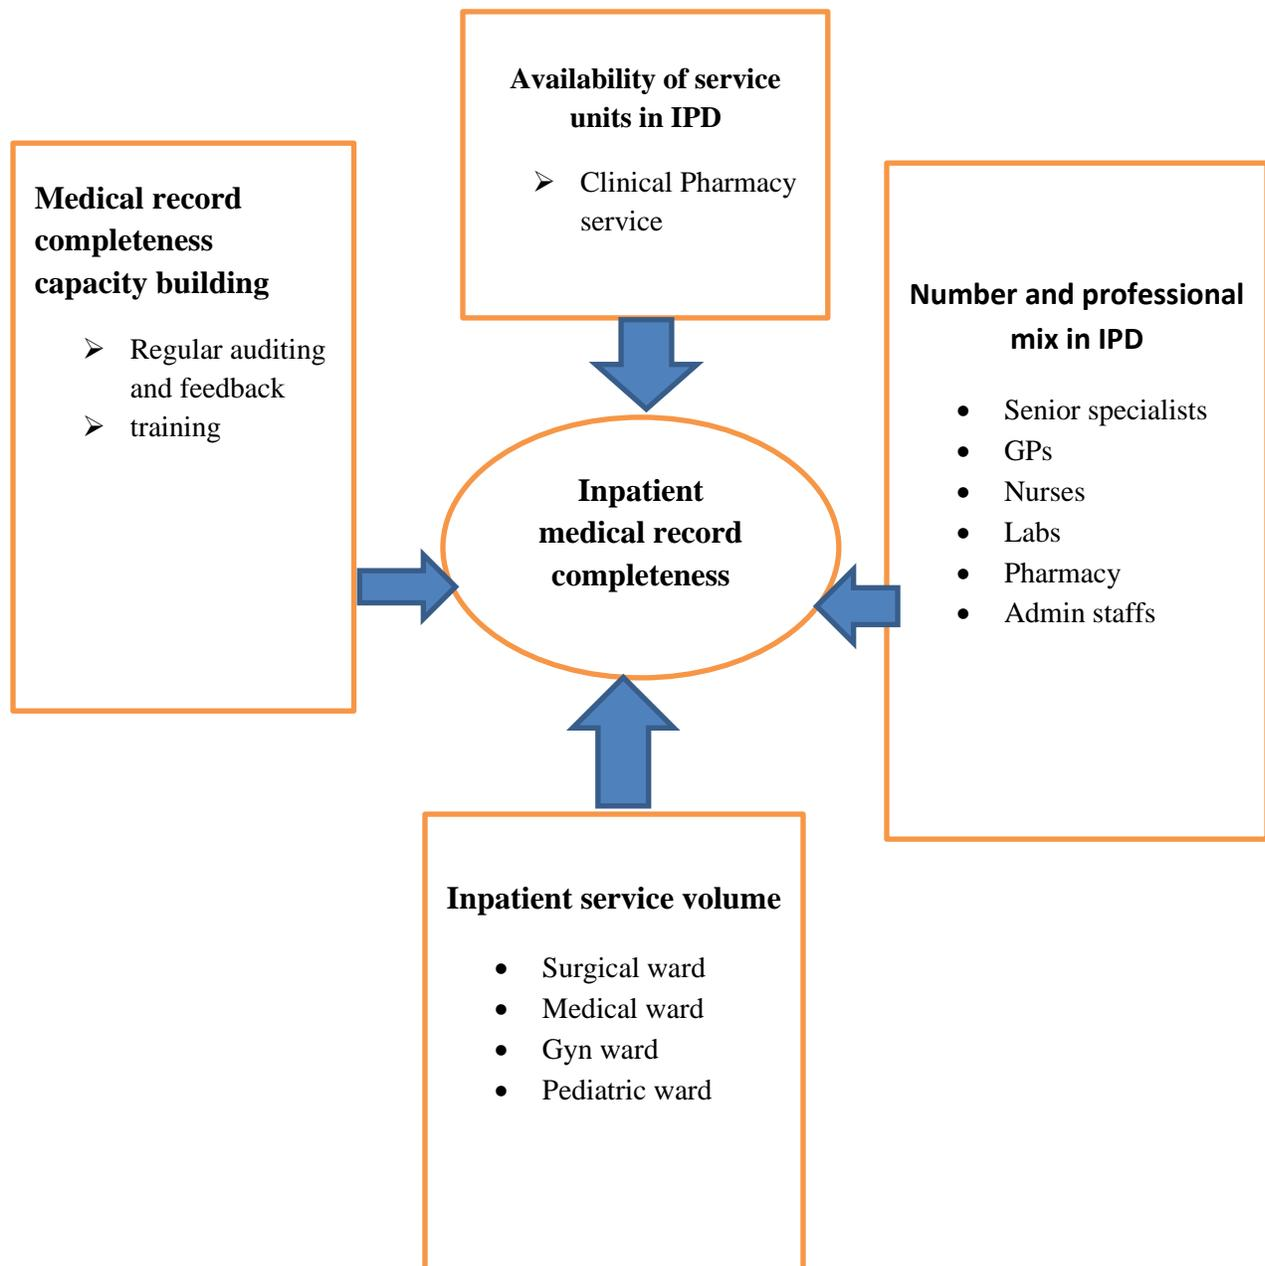 Availability of service
units in IPD
➢ Clinical Pharmacy
service
Medical record
completeness
capacity building
➢ Regular auditing
and feedback
➢ training
Number and professional
mix in IPD
• Senior specialists
• GPs
• Nurses
• Labs
• Pharmacy
• Admin staffs
Inpatient
medical record
completeness
Inpatient service volume
• Surgical ward
• Medical ward
• Gyn ward
• Pediatric ward